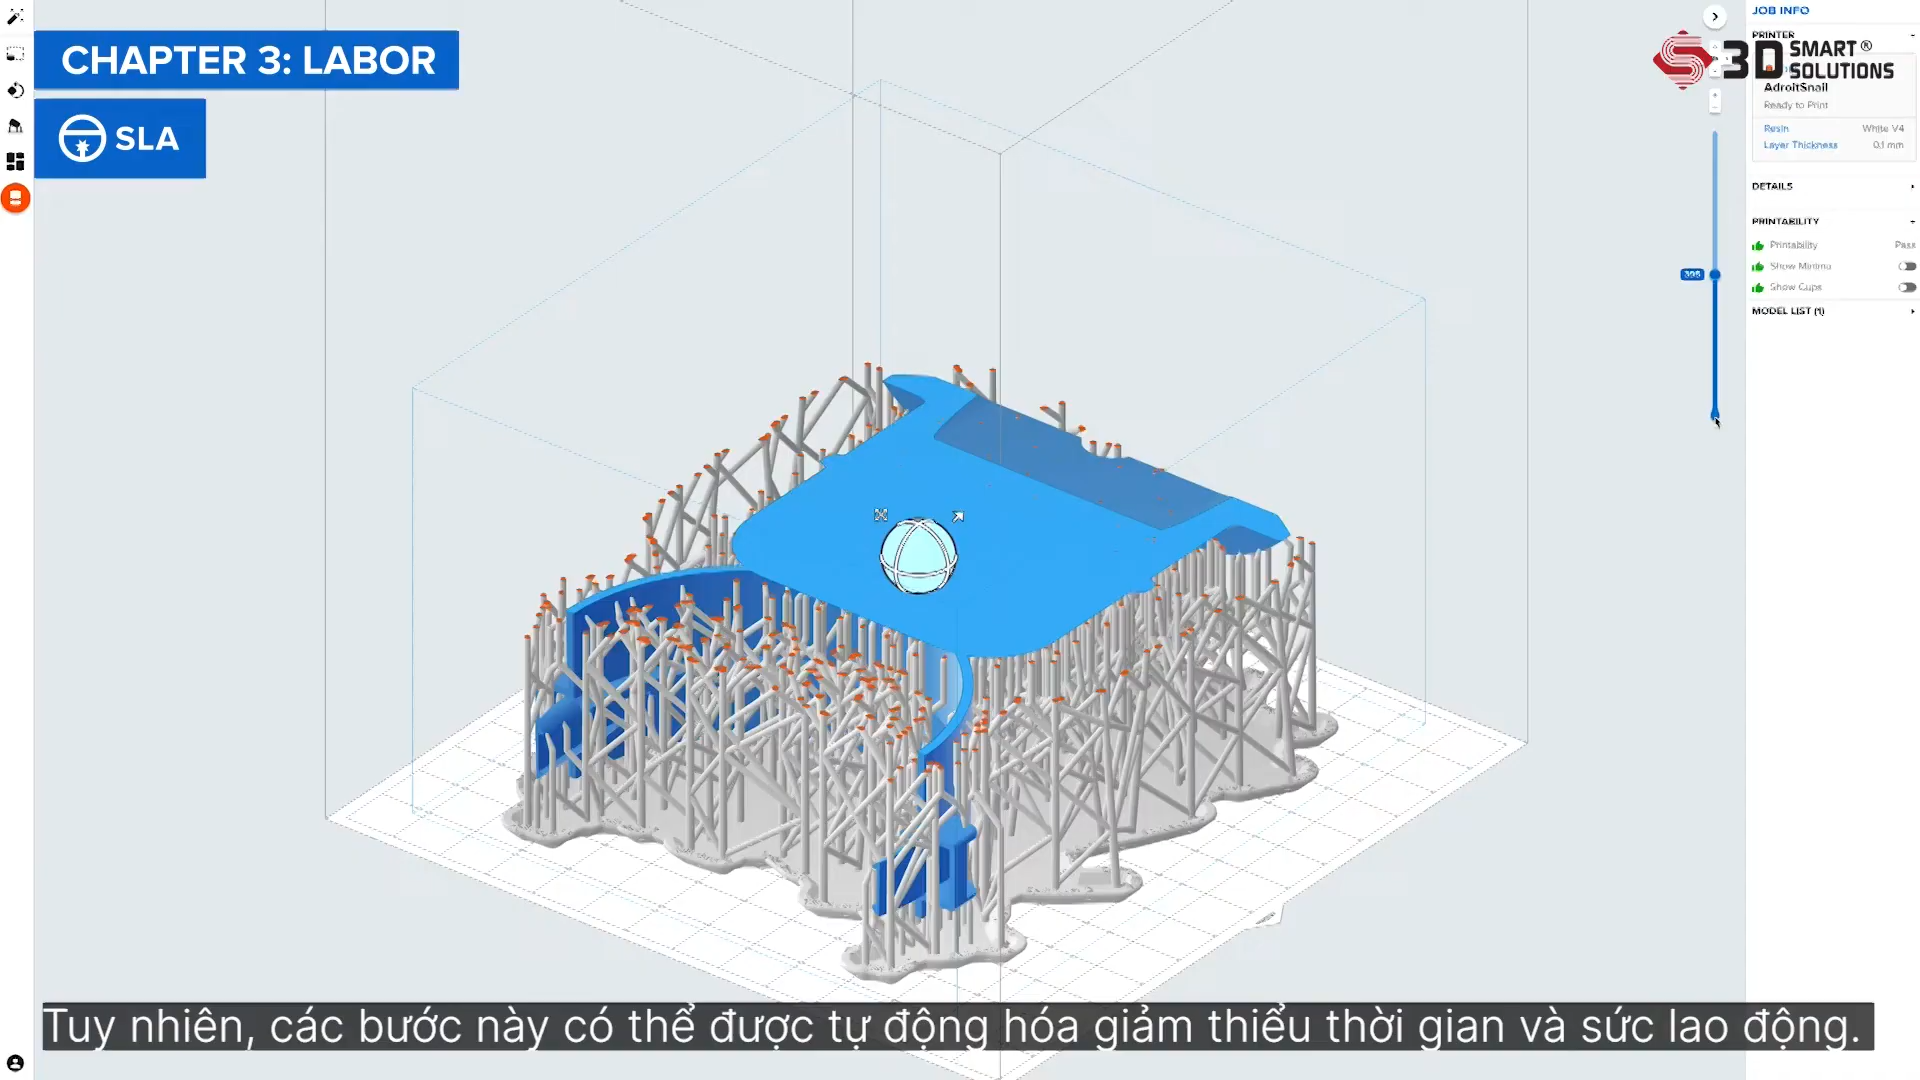 CHAPTER 3: LABOR
SLA
JOB INFO
PRINTER
3D SMART® SOLUTIONS
AdroitSnail
Ready to Print
Resin White V4
Layer Thickness 0.1 mm
DETAILS
PRINTABILITY
Printability Pass
Show Minima
395
Show Cups
MODEL LIST (1)
Tuy nhiên, các bước này có thể được tự động hóa giảm thiểu thời gian và sức lao động.